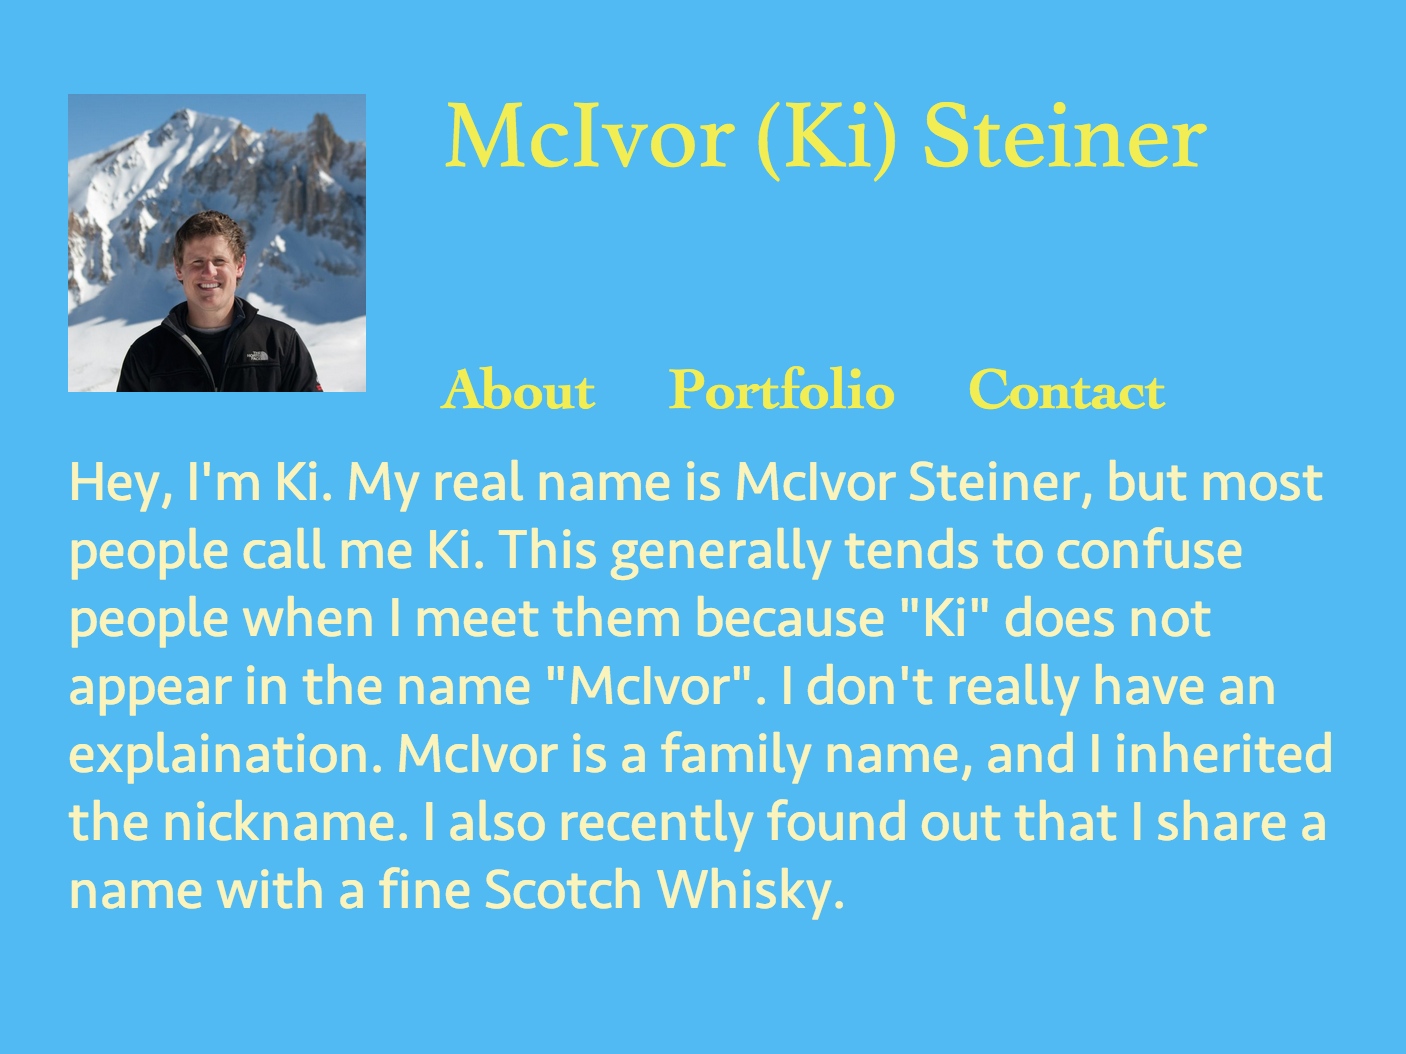 McIvor (Ki) Steiner
About Portfolio Contact
Hey, I'm Ki. My real name is McIvor Steiner, but most
people call me Ki. This generally tends to confuse
people when I meet them because "Ki" does not
appear in the name "McIvor". I don't really have an
explaination. McIvor is a family name, and I inherited
the nickname. I also recently found out that I share a
name with a fine Scotch Whisky.